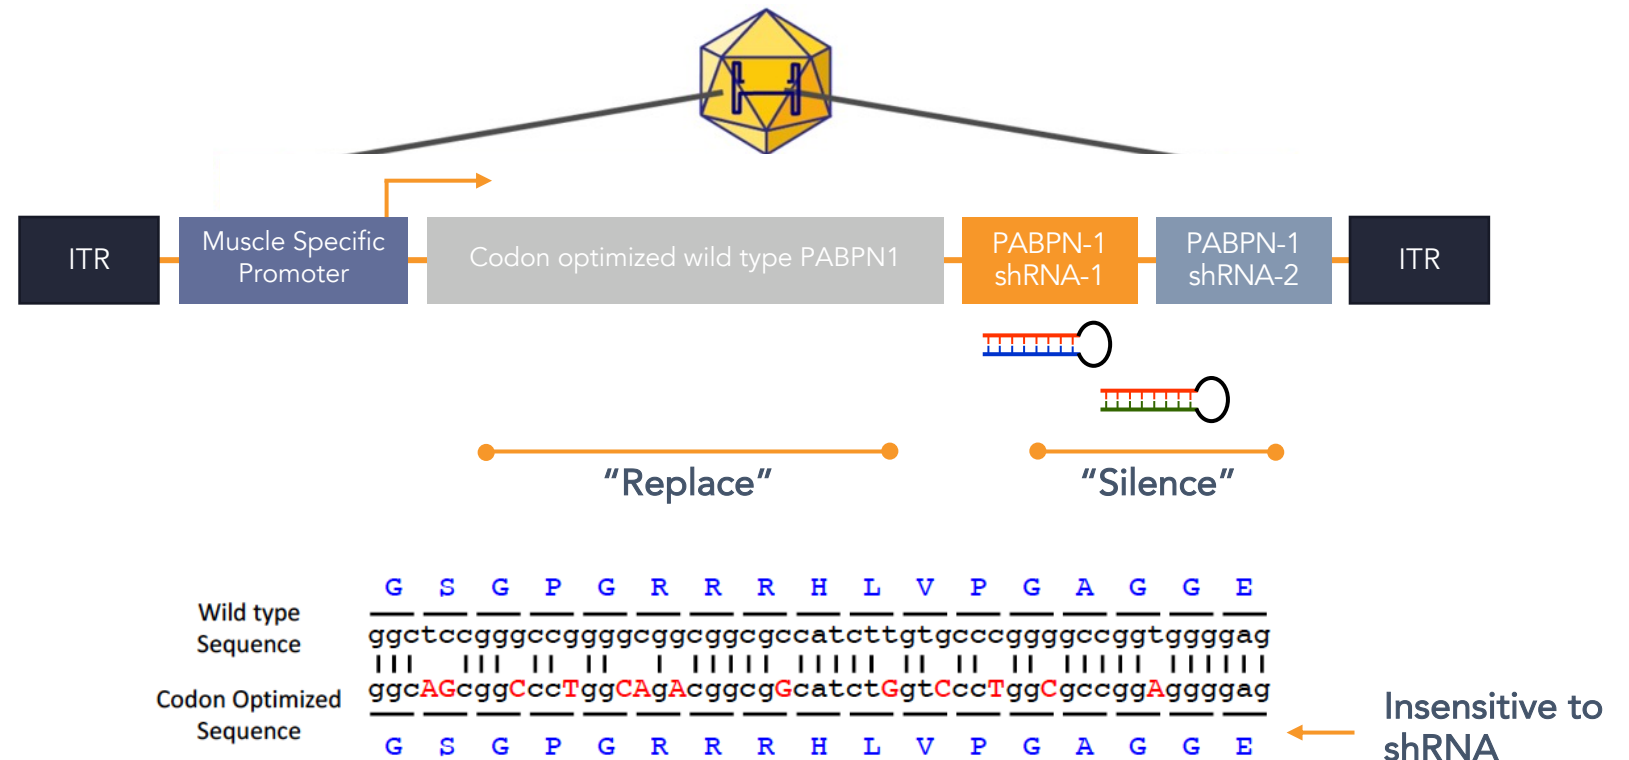 ITR
Muscle Specific
Promoter
Codon optimized wild type PABPN1
PABPN-1
shRNA-1
PABPN-1
shRNA-2
ITR
“Replace”
“Silence”
G S G P G R R R H L V P G A G G E
Wild type
Sequence
ggctccgggccggggcggcggcgccatcttgtgcccggggccggtggggag
Codon Optimized
Sequence
ggcAGcggCccTggCAgAcggcgGcatctGgtCccTggCgccggAggggag
G S G P G R R R H L V P G A G G E
Insensitive to
shRNA